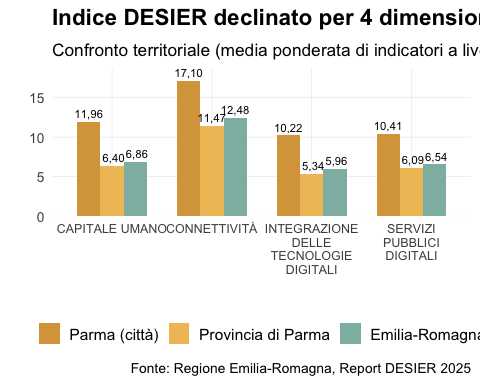 Indice DESIER declinato per 4 dimension
Confronto territoriale (media ponderata di indicatori a live
17,10
11,96
12,48
11,47
10,22
10,41
6,40
6,86
5,34
5,96
6,09
6,54
15
10
5
0
CAPITALE UMANO
CONNETTIVITÀ
INTEGRAZIONE
DELLE
TECNOLOGIE
DIGITALI
SERVIZI
PUBBLICI
DIGITALI
Parma (città)
Provincia di Parma
Emilia-Romagna
Fonte: Regione Emilia-Romagna, Report DESIER 2025